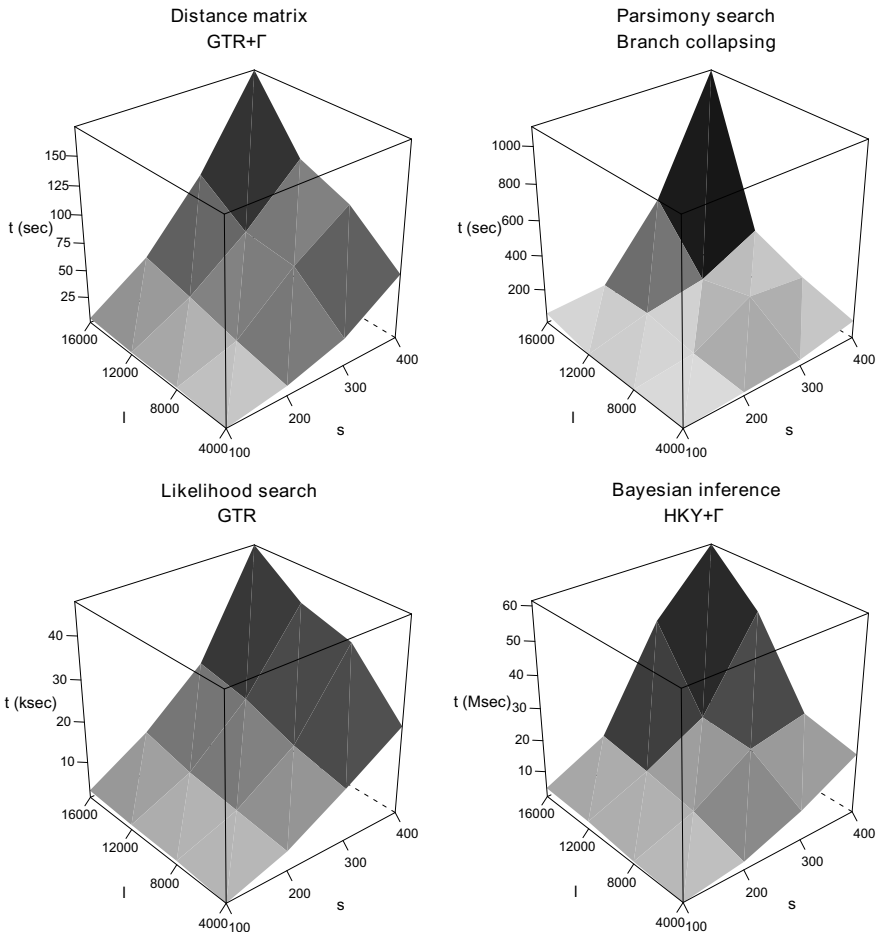 Distance matrix
GTR+Γ
150
125
100
t (sec)
75
50
25
16000
12000
8000
4000
l
100
200
300
400
s
Parsimony search
Branch collapsing
1000
800
600
t (sec)
400
200
16000
12000
8000
4000
l
100
200
300
400
s
Likelihood search
GTR
40
30
t (ksec)
20
10
16000
12000
8000
4000
l
100
200
300
400
s
Bayesian inference
HKY+Γ
60
50
40
t (Msec)
30
20
10
16000
12000
8000
4000
l
100
200
300
400
s